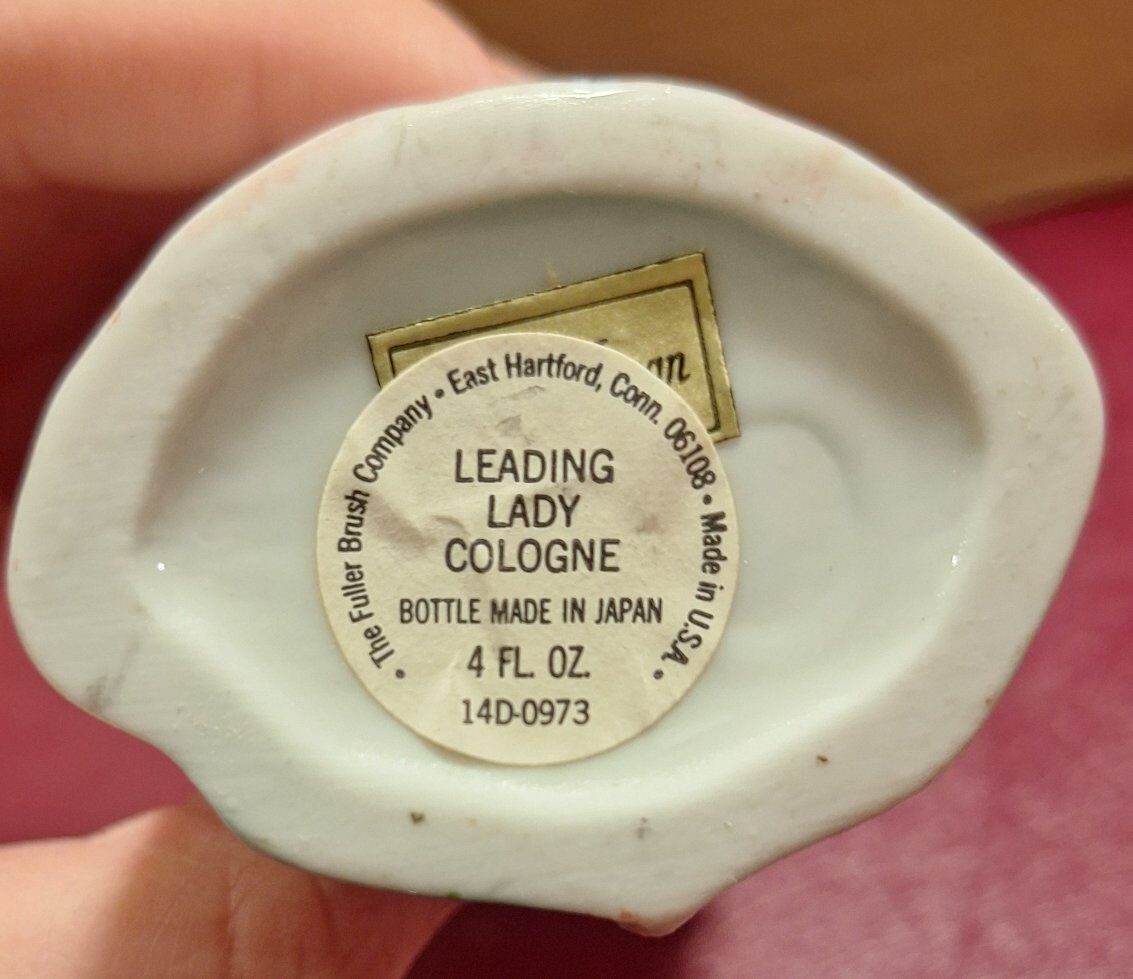 • The Fuller Brush Company • East Hartford, Conn. 06108 • Made in U.S.A. •
LEADING
LADY
COLOGNE
BOTTLE MADE IN JAPAN
4 FL. OZ.
14D-0973